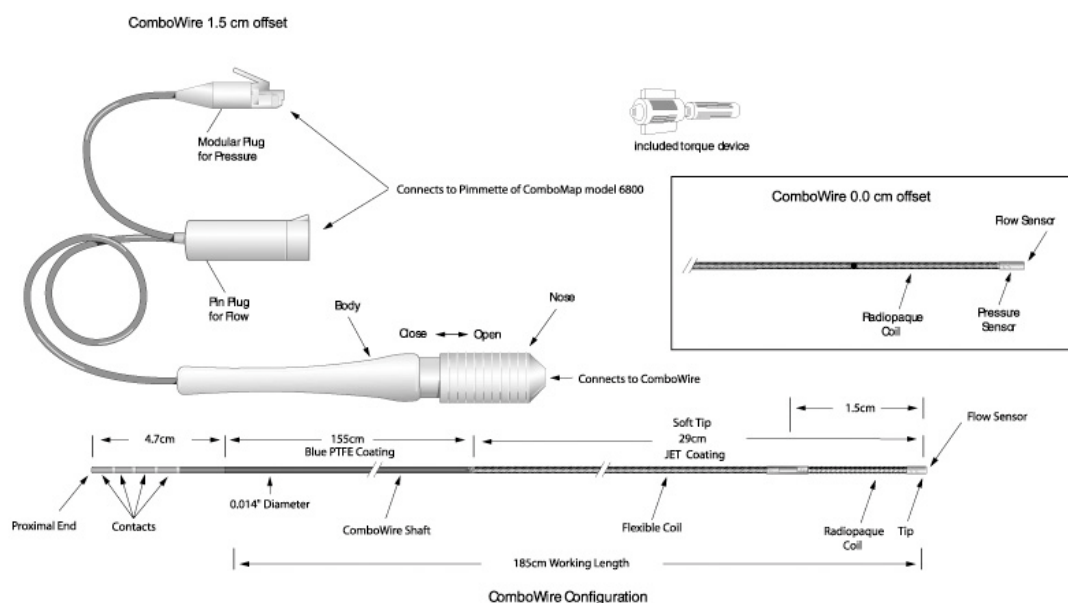 ComboWire 1.5 cm offset
Modular Plug
for Pressure
included torque device
Connects to Pimmette of ComboMap model 6800
ComboWire 0.0 cm offset
Flow Sensor
Radiopaque
Coil
Pressure
Sensor
Pin Plug
for Flow
Body
Nose
Close
Open
Connects to ComboWire
1.5cm
Flow Sensor
4.7cm
155cm
Blue PTFE Coating
Soft Tip
29cm
JET Coating
0.014" Diameter
Proximal End
Contacts
ComboWire Shaft
Flexible Coil
Radiopaque
Coil
Tip
185cm Working Length
ComboWire Configuration